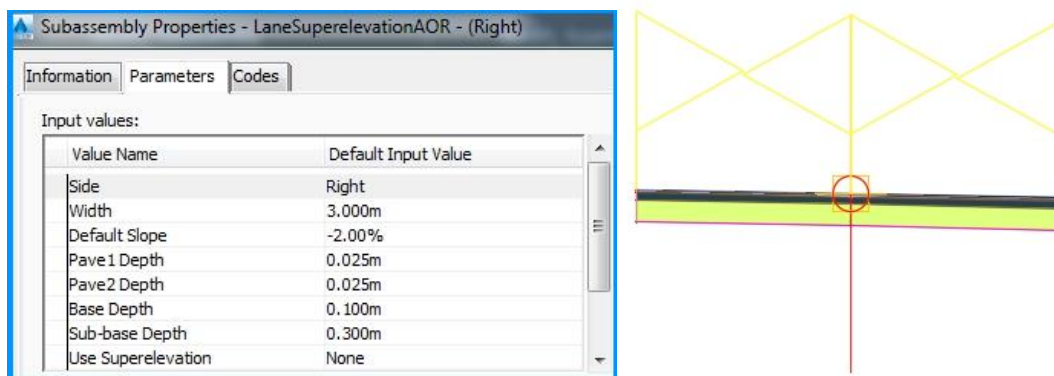 Subassembly Properties - LaneSuperelevationAOR - (Right)
Information Parameters Codes
Input values:
Value Name Default Input Value
Side Right
Width 3.000m
Default Slope -2.00%
Pave1 Depth 0.025m
Pave2 Depth 0.025m
Base Depth 0.100m
Sub-base Depth 0.300m
Use Superelevation None